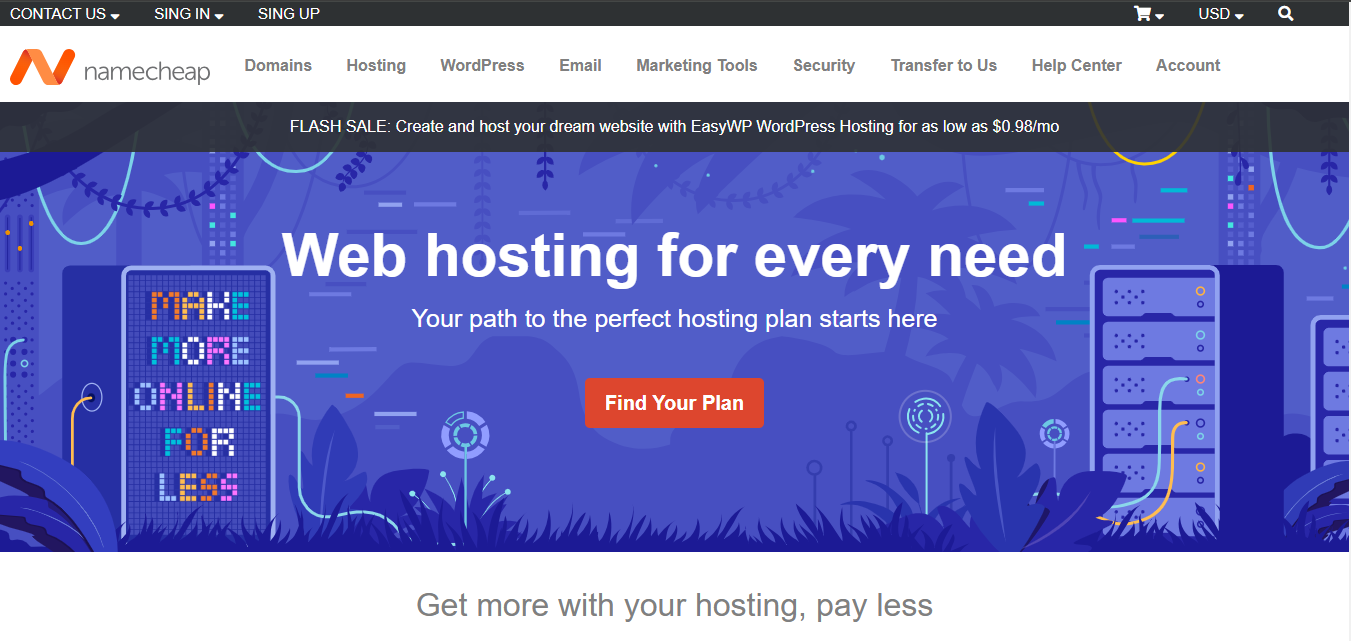 CONTACT US SING IN SING UP USD
namecheap Domains Hosting WordPress Email Marketing Tools Security Transfer to Us Help Center Account
FLASH SALE: Create and host your dream website with EasyWP WordPress Hosting for as low as $0.98/mo
Web hosting for every need
Your path to the perfect hosting plan starts here
Find Your Plan
MAKE
MORE
ONLINE
FOR
LESS
Get more with your hosting, pay less